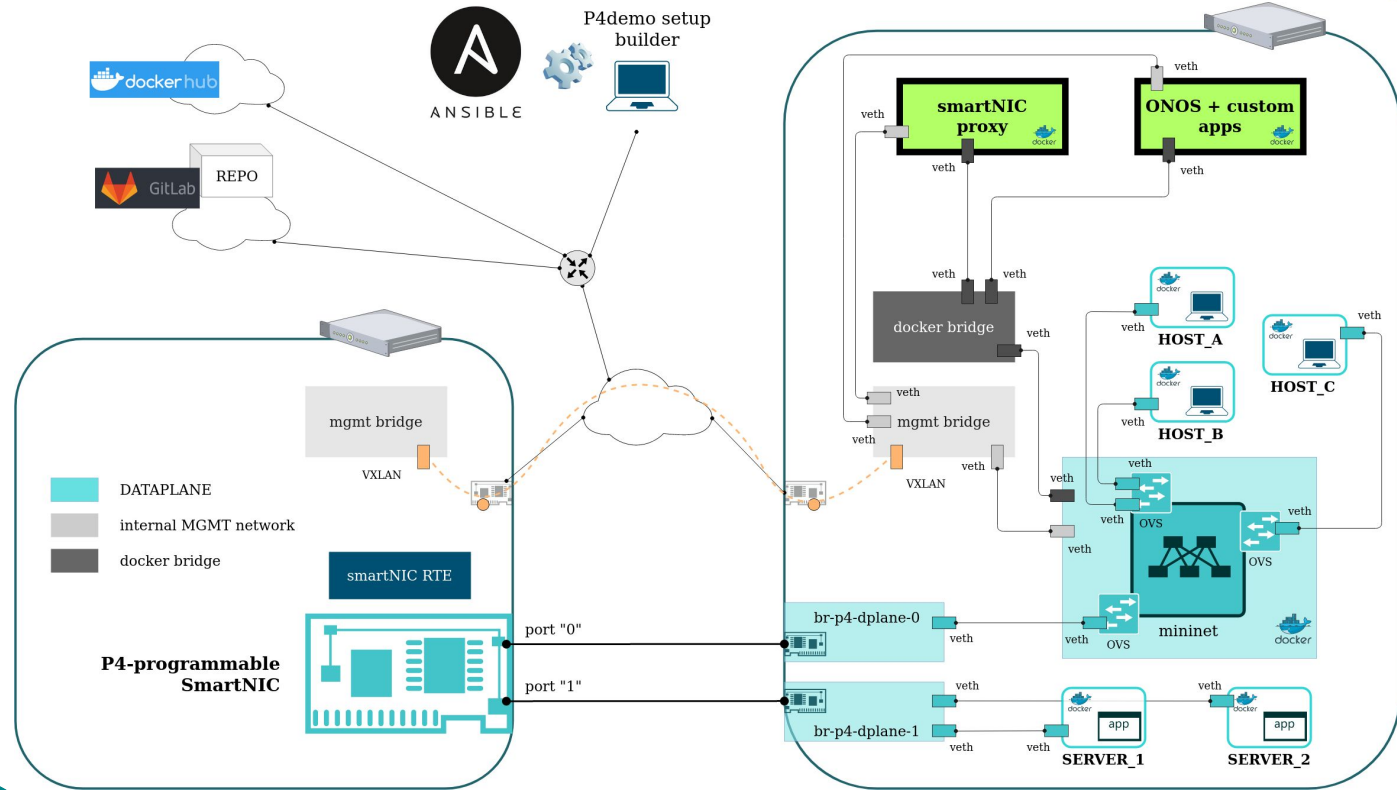 P4demo setup
builder
ANSIBLE
dockerhub
REPO
GitLab
smartNIC
proxy
docker
ONOS + custom
apps
docker
veth
veth
veth
veth
veth
veth
docker bridge
veth
docker
HOST_A
veth
docker
HOST_B
veth
docker
HOST_C
veth
mgmt bridge
VXLAN
mgmt bridge
veth
veth
veth
VXLAN
DATAPLANE
internal MGMT network
docker bridge
smartNIC RTE
P4-programmable
SmartNIC
port "0"
port "1"
veth
veth
veth
veth
veth
OVS
OVS
OVS
veth
mininet
docker
br-p4-dplane-0
veth
br-p4-dplane-1
veth
veth
veth
docker
app
SERVER_1
veth
docker
app
SERVER_2